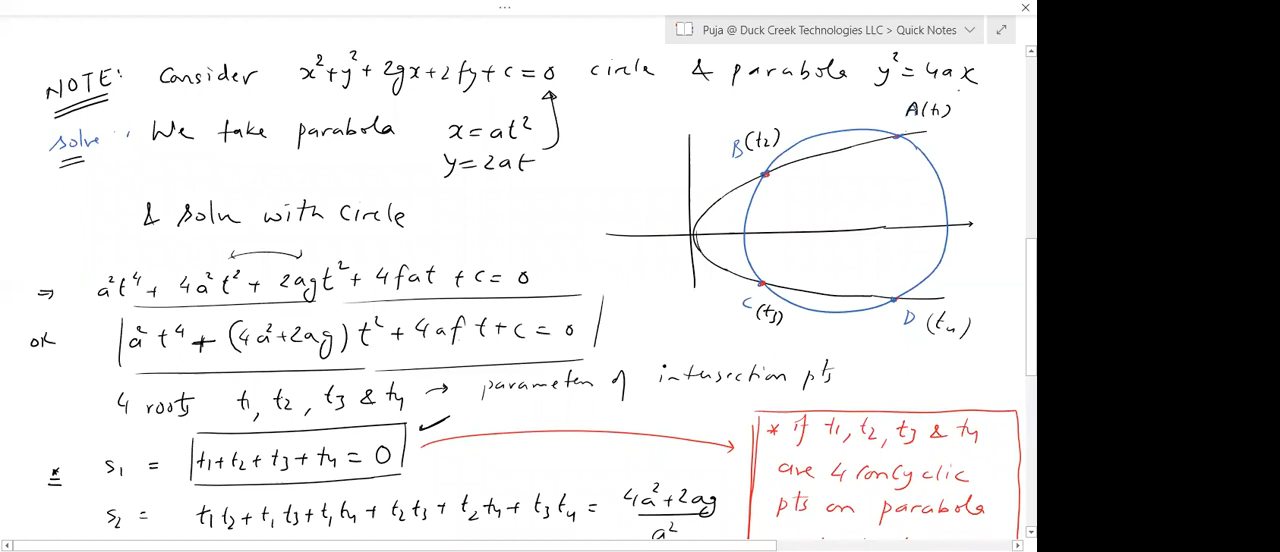 Puja @ Duck Creek Technologies LLC > Quick Notes
NOTE: Consider x²+y²+2gx+2fy+c=0 circle & parabola y²=4ax
Solve: We take parabola x=at²
y=2at
& Solve with circle
A(t₁)
B(t₂)
C(t₃)
D(t₄)
⇒ a²t⁴+4a²t²+2agt²+4fat+c=0
or a²t⁴+(4a²+2ag)t²+4aft+c=0
4 roots t₁, t₂, t₃ & t₄ → parameter of intersection pts
* S₁ = t₁+t₂+t₃+t₄=0
S₂ = t₁t₂+t₁t₃+t₁t₄+t₂t₃+t₂t₄+t₃t₄ = (4a²+2ag)/a²
* if t₁, t₂, t₃ & t₄
are 4 concyclic
pts on parabola